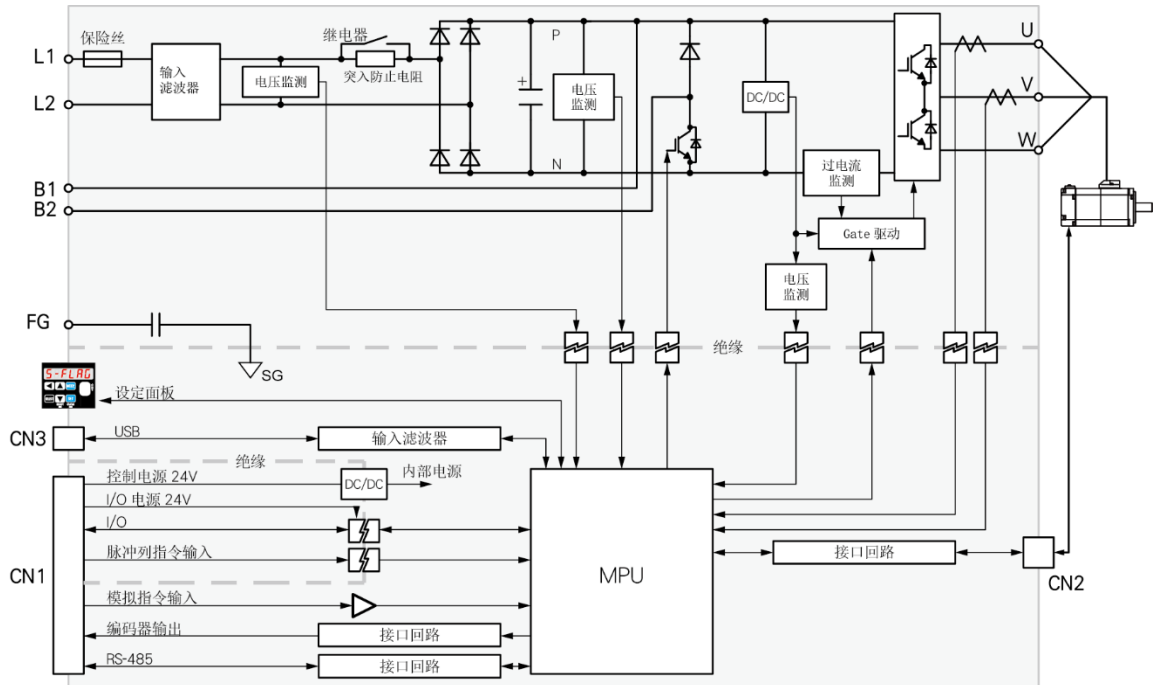 L1
保险丝
输入
滤波器
L2
继电器
突入防止电阻
电压监测
P
+
电压
监测
N
DC/DC
U
V
W
B1
B2
过电流
监测
Gate 驱动
电压
监测
FG
SG
绝缘
S-FLAG
设定面板
CN3
USB
输入滤波器
绝缘
控制电源 24V
DC/DC
内部电源
I/O 电源 24V
I/O
脉冲列指令输入
CN1
MPU
接口回路
CN2
模拟指令输入
编码器输出
接口回路
RS-485
接口回路